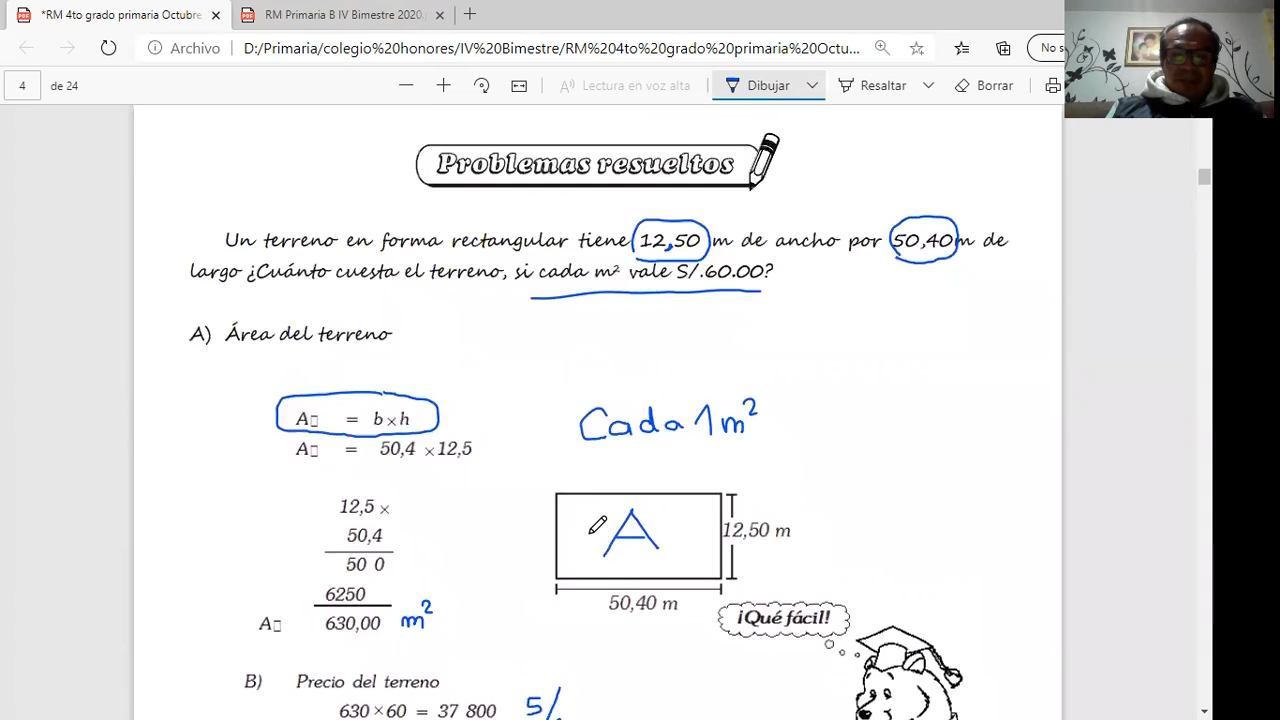 *RM 4to grado primaria Octubre
RM Primaria B IV Bimestre 2020.
Archivo
D:/Primaria/colegio%20honores/IV%20Bimestre/RM%204to%20grado%20primaria%20Octu...
No s
4 de 24
Lectura en voz alta
Dibujar
Resaltar
Borrar
Problemas resueltos
Un terreno en forma rectangular tiene 12,50 m de ancho por 50,40m de
largo ¿Cuánto cuesta el terreno, si cada m² vale S/.60.00?
A) Área del terreno
A▯ = b×h
A▯ = 50,4 ×12,5
Cada 1 m²
12,5 ×
50,4
50 0
6250
A▯ 630,00 m²
A
12,50 m
50,40 m
¡Qué fácil!
B) Precio del terreno
630×60 = 37 800 S/